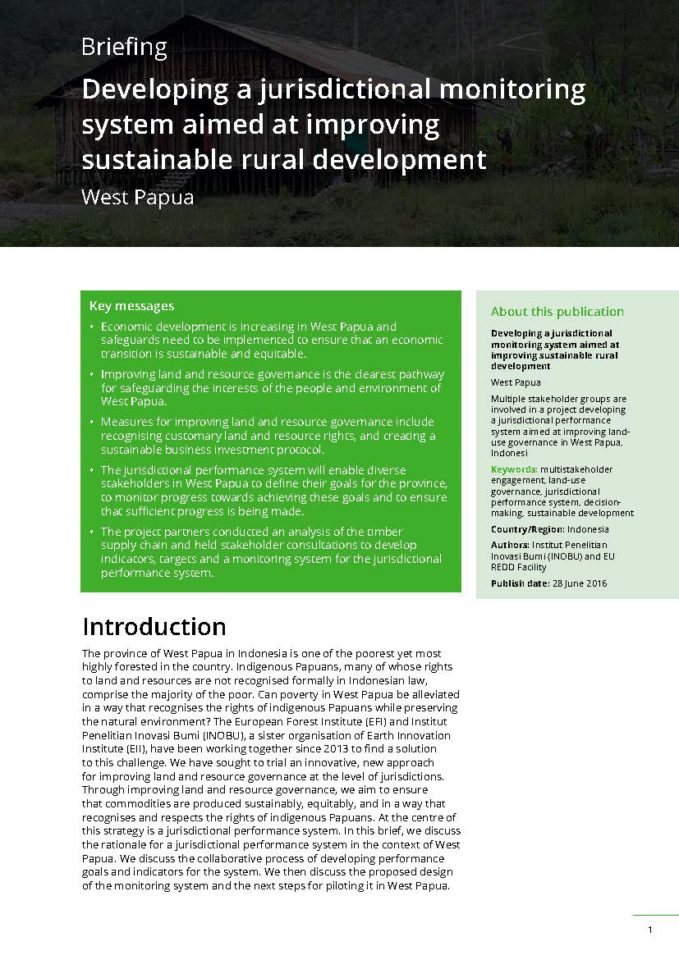 Briefing
Developing a jurisdictional monitoring
system aimed at improving
sustainable rural development
West Papua
Key messages
• Economic development is increasing in West Papua and
safeguards need to be implemented to ensure that an economic
transition is sustainable and equitable.
• Improving land and resource governance is the clearest pathway
for safeguarding the interests of the people and environment of
West Papua.
• Measures for improving land and resource governance include
recognising customary land and resource rights, and creating a
sustainable business investment protocol.
• The jurisdictional performance system will enable diverse
stakeholders in West Papua to define their goals for the province,
to monitor progress towards achieving these goals and to ensure
that sufficient progress is being made.
• The project partners conducted an analysis of the timber
supply chain and held stakeholder consultations to develop
indicators, targets and a monitoring system for the jurisdictional
performance system.
About this publication
Developing a jurisdictional
monitoring system aimed at
improving sustainable rural
development
West Papua
Multiple stakeholder groups are
involved in a project developing
a jurisdictional performance
system aimed at improving land-
use governance in West Papua,
Indonesi
Keywords: multistakeholder
engagement, land-use
governance, jurisdictional
performance system, decision-
making, sustainable development
Country/Region: Indonesia
Authors: Institut Penelitian
Inovasi Bumi (INOBU) and EU
REDD Facility
Publish date: 28 June 2016
Introduction
The province of West Papua in Indonesia is one of the poorest yet most
highly forested in the country. Indigenous Papuans, many of whose rights
to land and resources are not recognised formally in Indonesian law,
comprise the majority of the poor. Can poverty in West Papua be alleviated
in a way that recognises the rights of indigenous Papuans while preserving
the natural environment? The European Forest Institute (EFI) and Institut
Penelitian Inovasi Bumi (INOBU), a sister organisation of Earth Innovation
Institute (EII), have been working together since 2013 to find a solution
to this challenge. We have sought to trial an innovative, new approach
for improving land and resource governance at the level of jurisdictions.
Through improving land and resource governance, we aim to ensure
that commodities are produced sustainably, equitably, and in a way that
recognises and respects the rights of indigenous Papuans. At the centre of
this strategy is a jurisdictional performance system. In this brief, we discuss
the rationale for a jurisdictional performance system in the context of West
Papua. We discuss the collaborative process of developing performance
goals and indicators for the system. We then discuss the proposed design
of the monitoring system and the next steps for piloting it in West Papua.
1